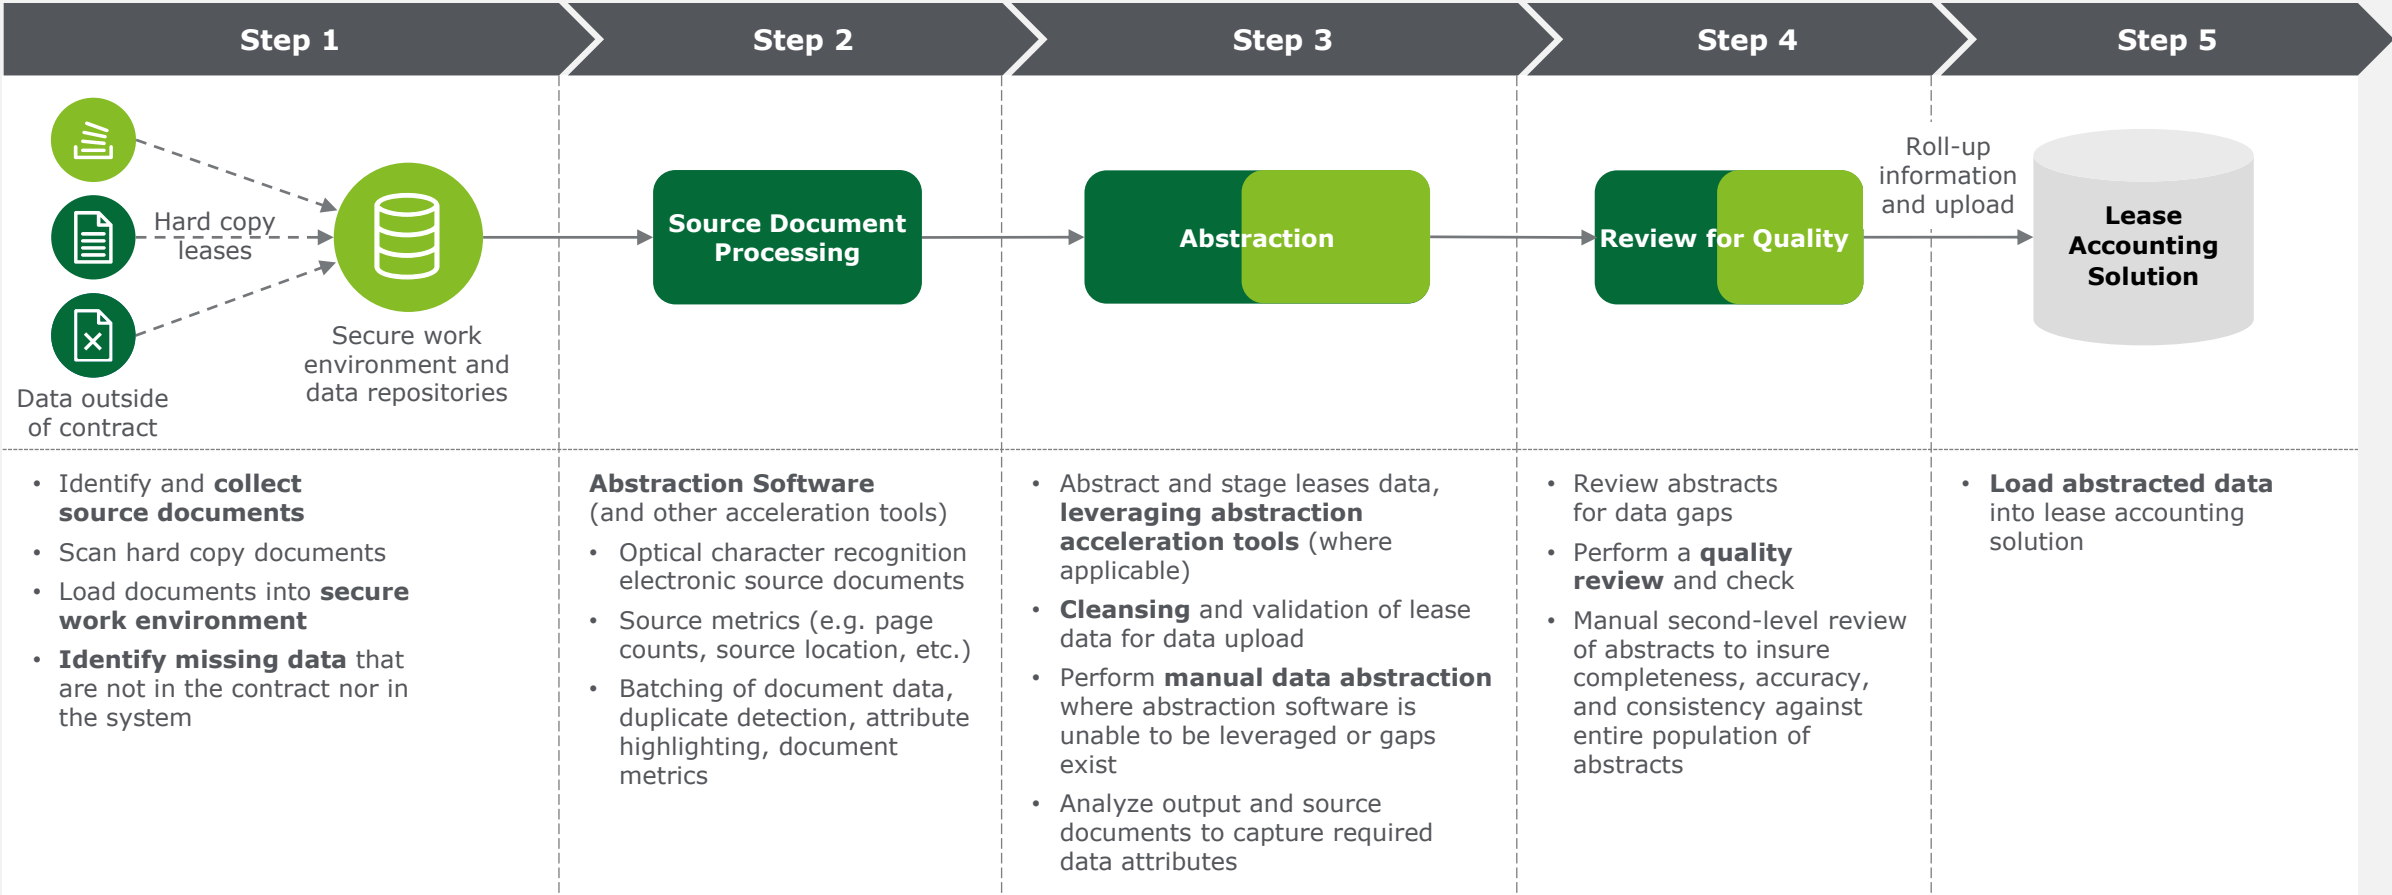 Step 1
Step 2
Step 3
Step 4
Step 5
Hard copy
leases
Data outside
of contract
Secure work
environment and
data repositories
Source Document
Processing
Abstraction
Review for Quality
Roll-up
information
and upload
Lease
Accounting
Solution
• Identify and collect
source documents
• Scan hard copy documents
• Load documents into secure
work environment
• Identify missing data that
are not in the contract nor in
the system
Abstraction Software
(and other acceleration tools)
• Optical character recognition
electronic source documents
• Source metrics (e.g. page
counts, source location, etc.)
• Batching of document data,
duplicate detection, attribute
highlighting, document
metrics
• Abstract and stage leases data,
leveraging abstraction
acceleration tools (where
applicable)
• Cleansing and validation of lease
data for data upload
• Perform manual data abstraction
where abstraction software is
unable to be leveraged or gaps
exist
• Analyze output and source
documents to capture required
data attributes
• Review abstracts
for data gaps
• Perform a quality
review and check
• Manual second-level review
of abstracts to insure
completeness, accuracy,
and consistency against
entire population of
abstracts
• Load abstracted data
into lease accounting
solution